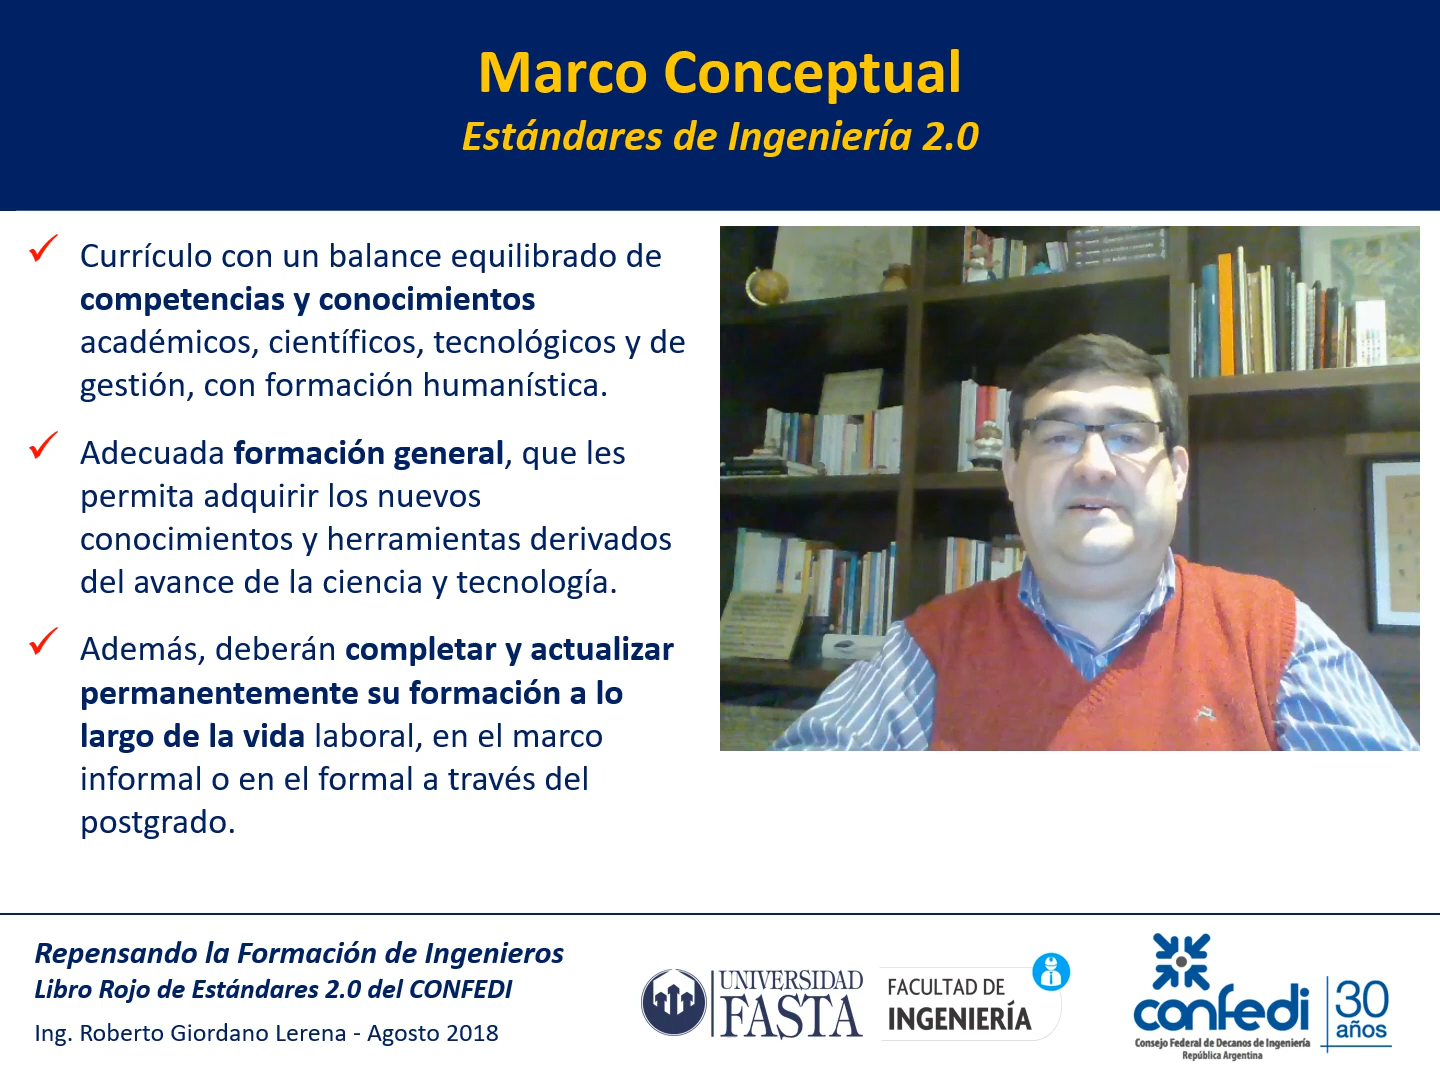 Marco Conceptual
Estándares de Ingeniería 2.0
✓ Currículo con un balance equilibrado de
competencias y conocimientos
académicos, científicos, tecnológicos y de
gestión, con formación humanística.
✓ Adecuada formación general, que les
permita adquirir los nuevos
conocimientos y herramientas derivados
del avance de la ciencia y tecnología.
✓ Además, deberán completar y actualizar
permanentemente su formación a lo
largo de la vida laboral, en el marco
informal o en el formal a través del
postgrado.
Repensando la Formación de Ingenieros
Libro Rojo de Estándares 2.0 del CONFEDI
Ing. Roberto Giordano Lerena - Agosto 2018
UNIVERSIDAD
FASTA
FACULTAD DE
INGENIERÍA
confedi
Consejo Federal de Decanos de Ingeniería
República Argentina
30
años